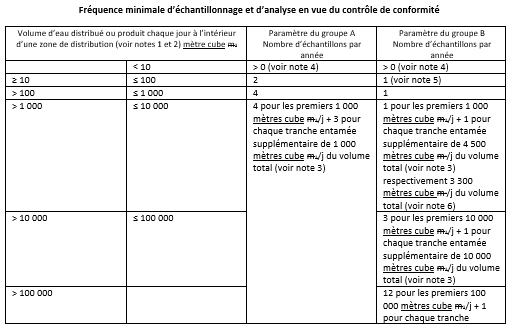 Fréquence minimale d'échantillonnage et d'analyse en vue du contrôle de conformité
Volume d'eau distribué ou produit chaque jour à l'intérieur
d'une zone de distribution (voir notes 1 et 2) mètre cube m³
Paramètre du groupe A
Nombre d'échantillons par
année
Paramètre du groupe B
Nombre d'échantillons par
année
< 10
> 0 (voir note 4)
> 0 (voir note 4)
≥ 10
≤ 100
2
1 (voir note 5)
> 100
≤ 1 000
4
1
> 1 000
≤ 10 000
4 pour les premiers 1 000
mètres cube m³/j + 3 pour
chaque tranche entamée
supplémentaire de 1 000
mètres cube m³/j du volume
total (voir note 3)
1 pour les premiers 1 000
mètres cube m³/j + 1 pour
chaque tranche entamée
supplémentaire de 4 500
mètres cube m³/j du volume
total (voir note 3)
respectivement 3 300
mètres cube m³/j du volume
total (voir note 6)
> 10 000
≤ 100 000
3 pour les premiers 10 000
mètres cube m³/j + 1 pour
chaque tranche entamée
supplémentaire de 10 000
mètres cube m³/j du volume
total (voir note 3)
> 100 000
12 pour les premiers 100
000 mètres cube m³/j + 1
pour chaque tranche